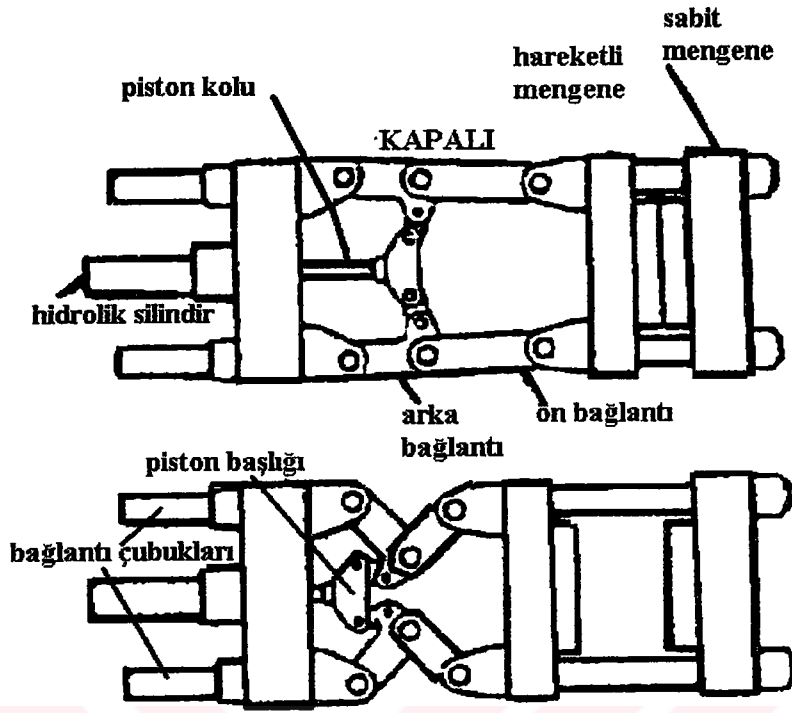 sabit
mengene
hareketli
mengene
piston kolu
KAPALI
hidrolik silindir
arka
bağlantı
ön bağlantı
piston başlığı
bağlantı çubukları